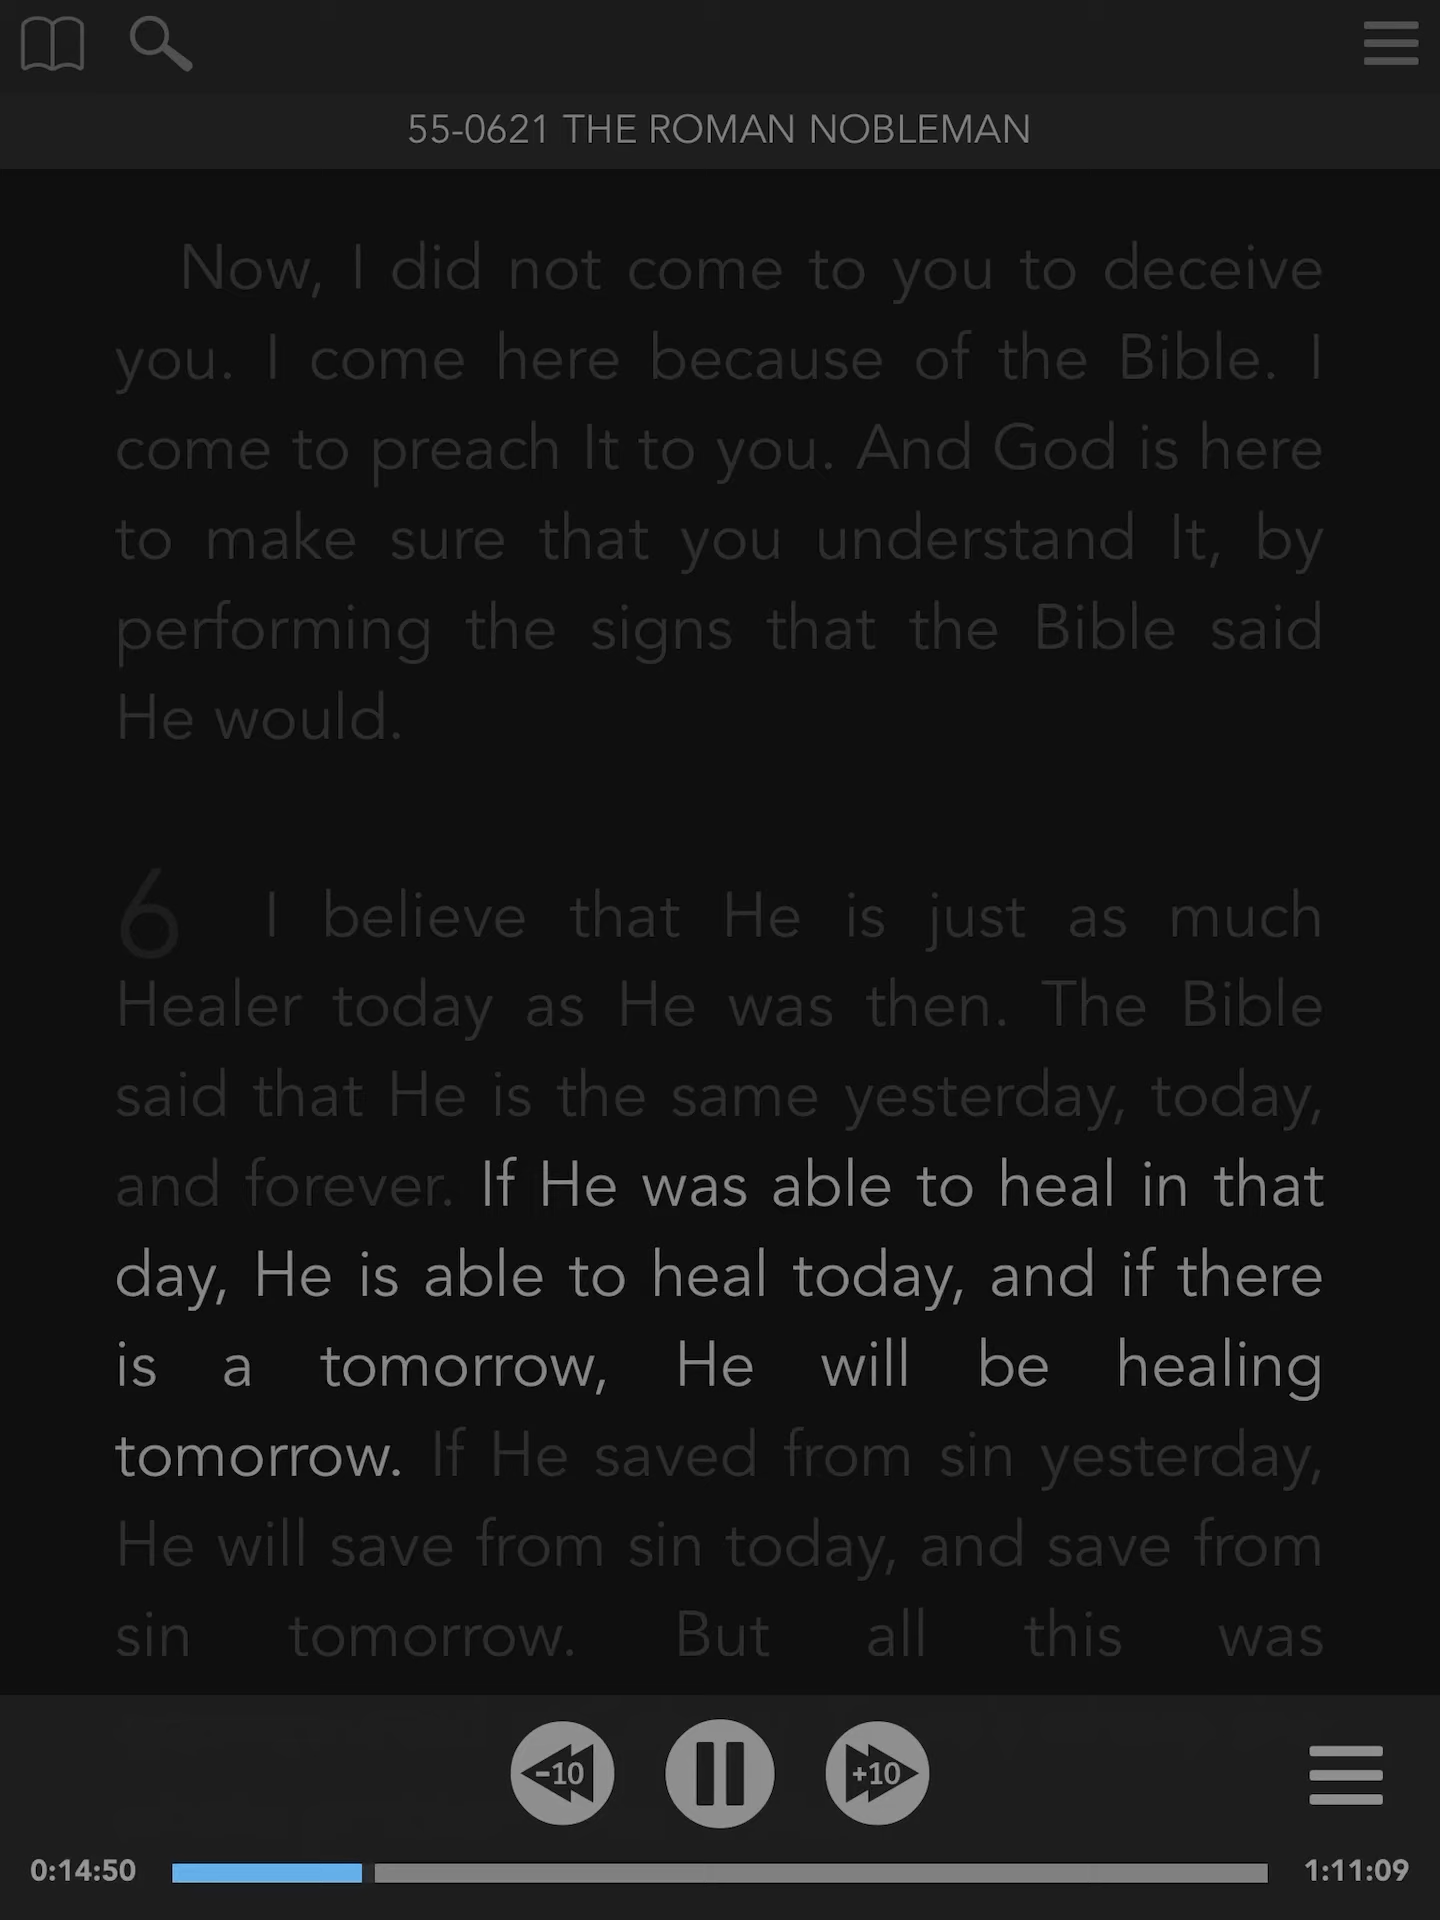 55-0621 THE ROMAN NOBLEMAN
Now, I did not come to you to deceive
you. I come here because of the Bible. I
come to preach It to you. And God is here
to make sure that you understand It, by
performing the signs that the Bible said
He would.
6 I believe that He is just as much
Healer today as He was then. The Bible
said that He is the same yesterday, today,
and forever. If He was able to heal in that
day, He is able to heal today, and if there
is a tomorrow, He will be healing
tomorrow. If He saved from sin yesterday,
He will save from sin today, and save from
sin tomorrow. But all this was
-10 +10
0:14:50 1:11:09